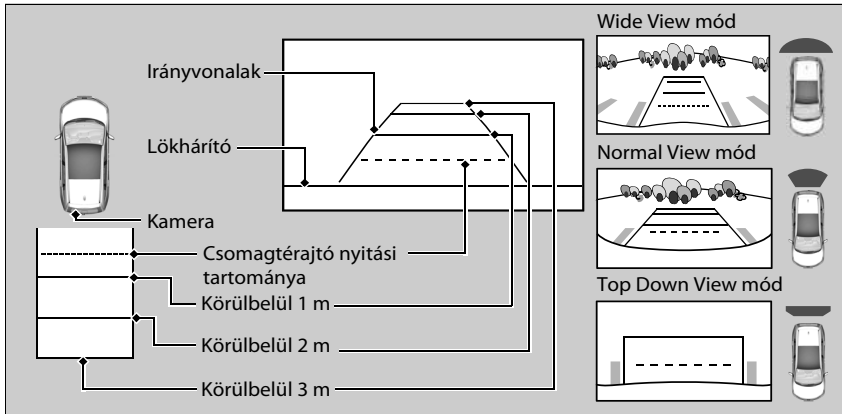 Irányvonalak
Lökhárító
Kamera
Csomagtérajtó nyitási
tartománya
Körülbelül 1 m
Körülbelül 2 m
Körülbelül 3 m
Wide View mód
Normal View mód
Top Down View mód